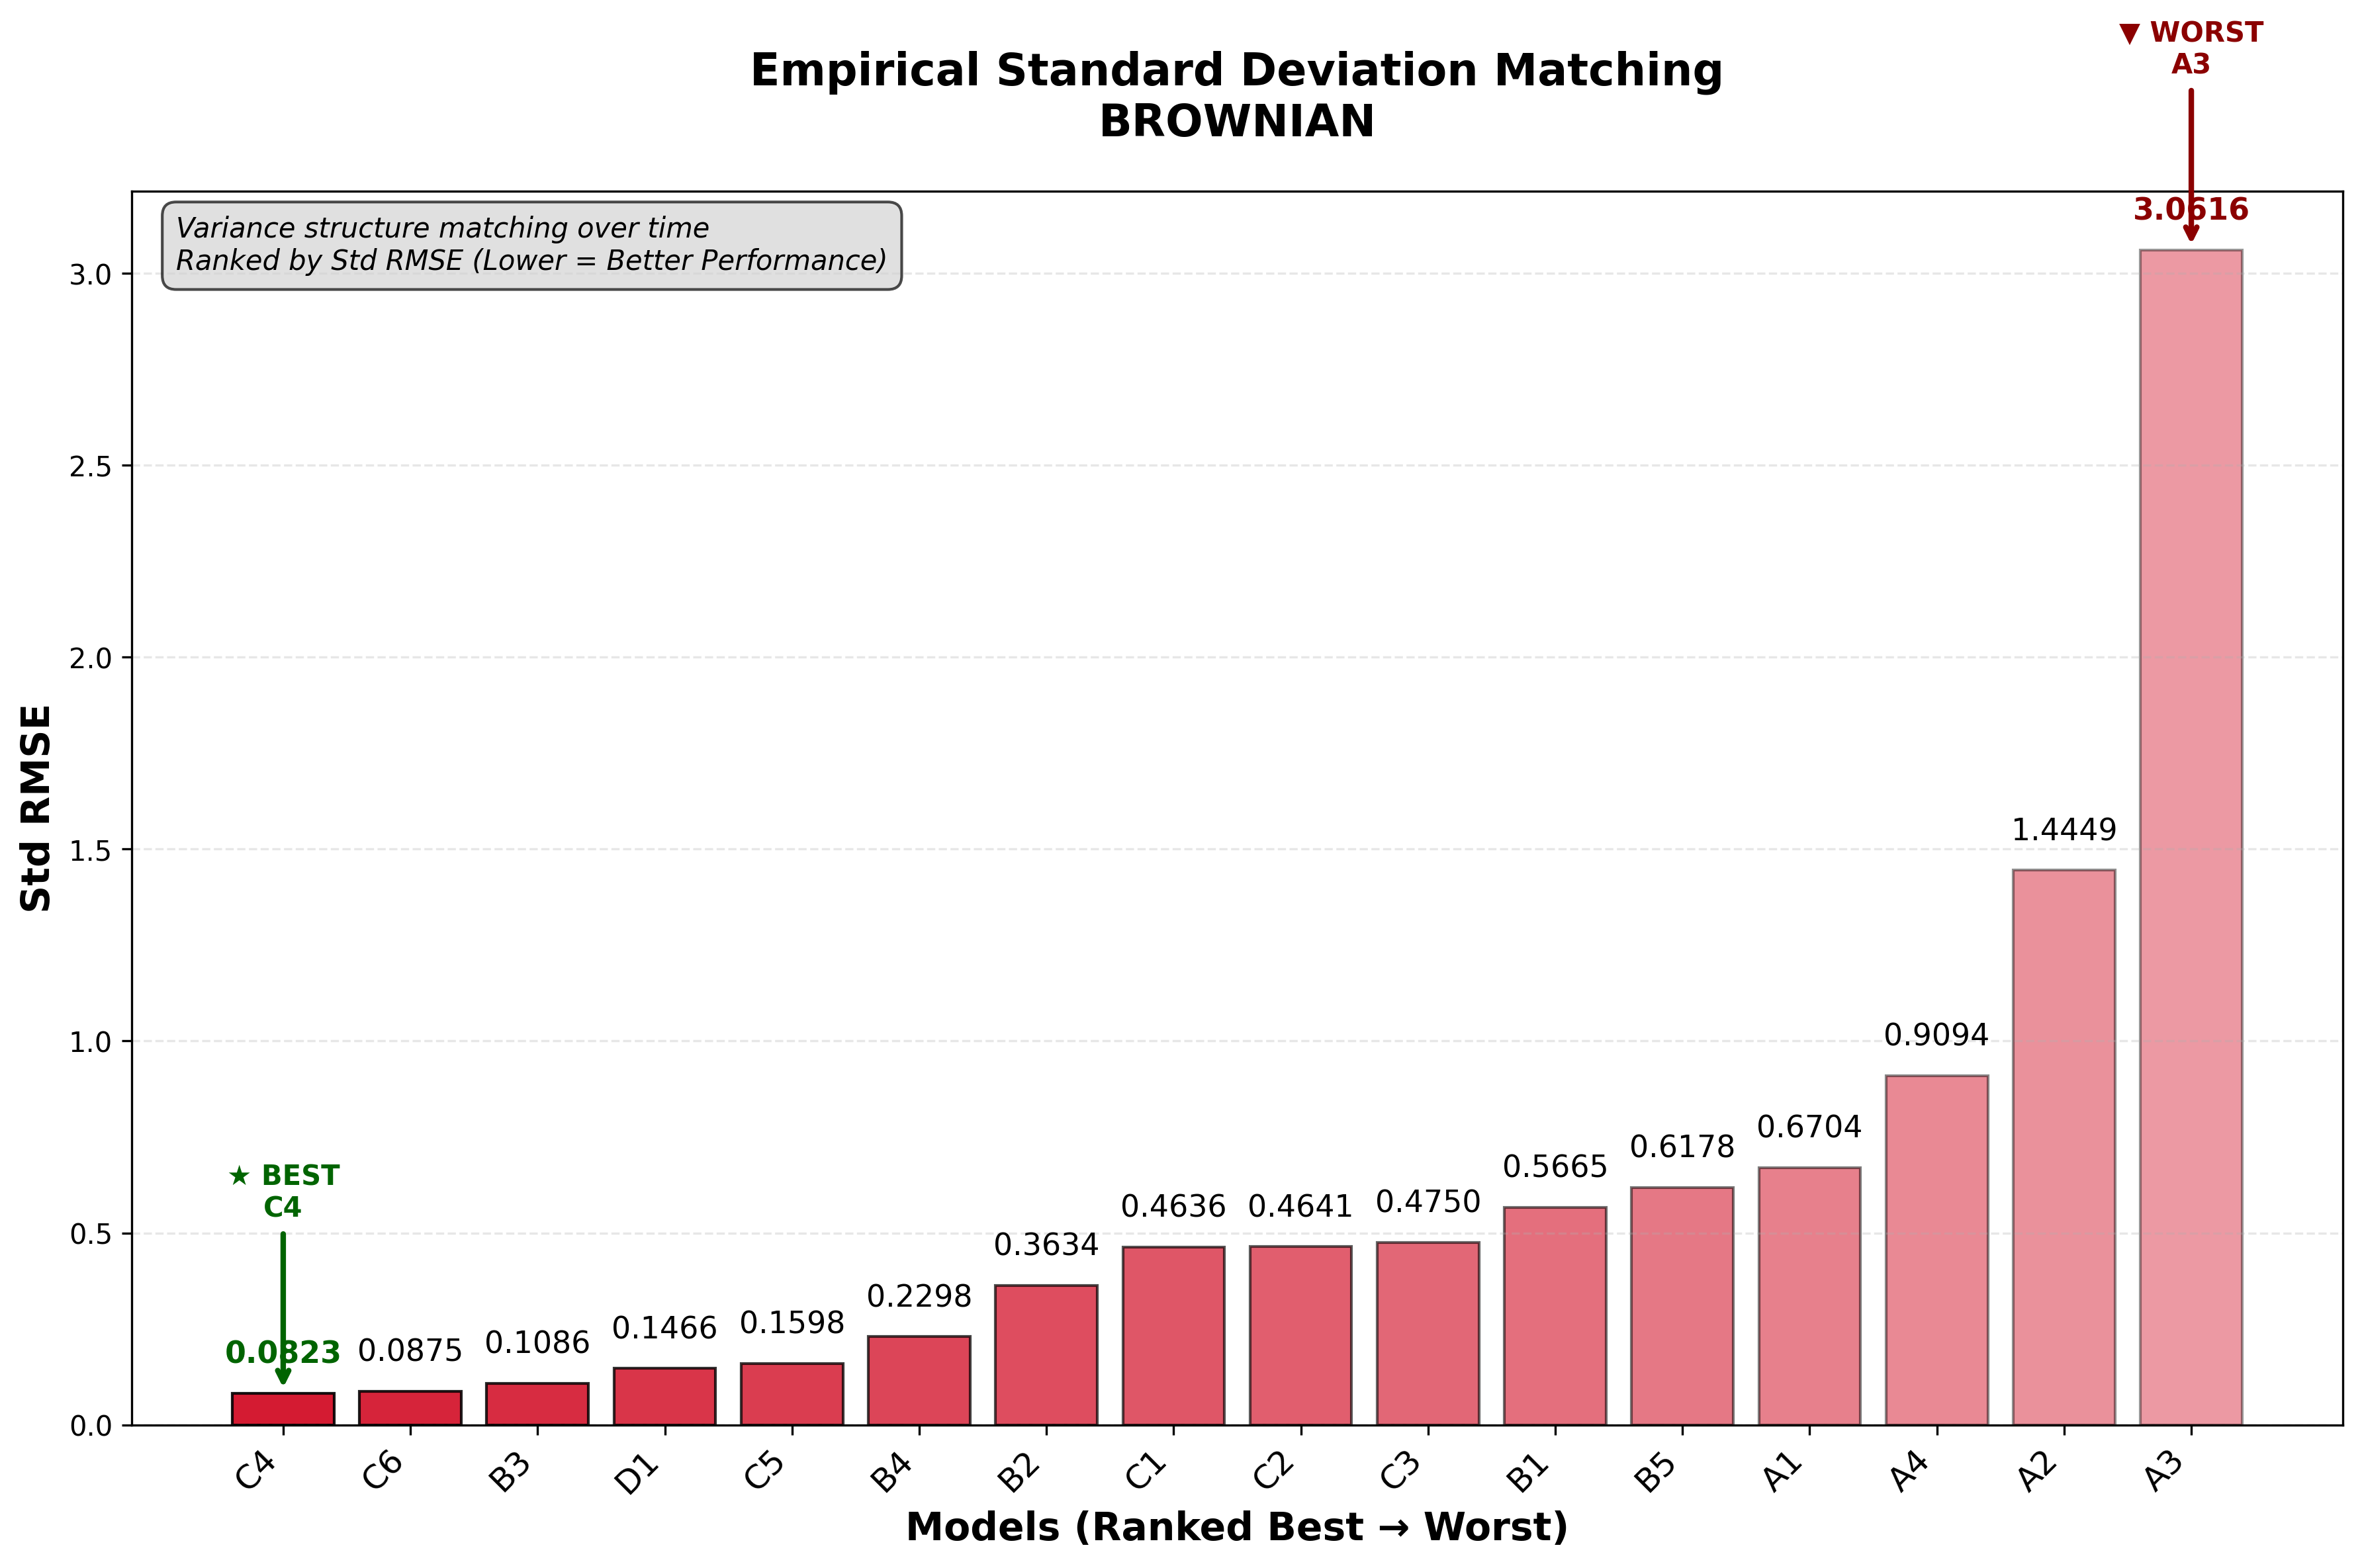 ▼ WORST
A3
Empirical Standard Deviation Matching
BROWNIAN
Variance structure matching over time
Ranked by Std RMSE (Lower = Better Performance)
3.0616
3.0
2.5
2.0
1.5
1.0
0.5
0.0
Std RMSE
1.4449
0.9094
0.6704
0.6178
0.5665
0.4750
0.4641
0.4636
0.3634
0.2298
0.1598
0.1466
0.1086
0.0875
0.0823
★ BEST
C4
C4
C6
B3
D1
C5
B4
B2
C1
C2
C3
B1
B5
A1
A4
A2
A3
Models (Ranked Best → Worst)